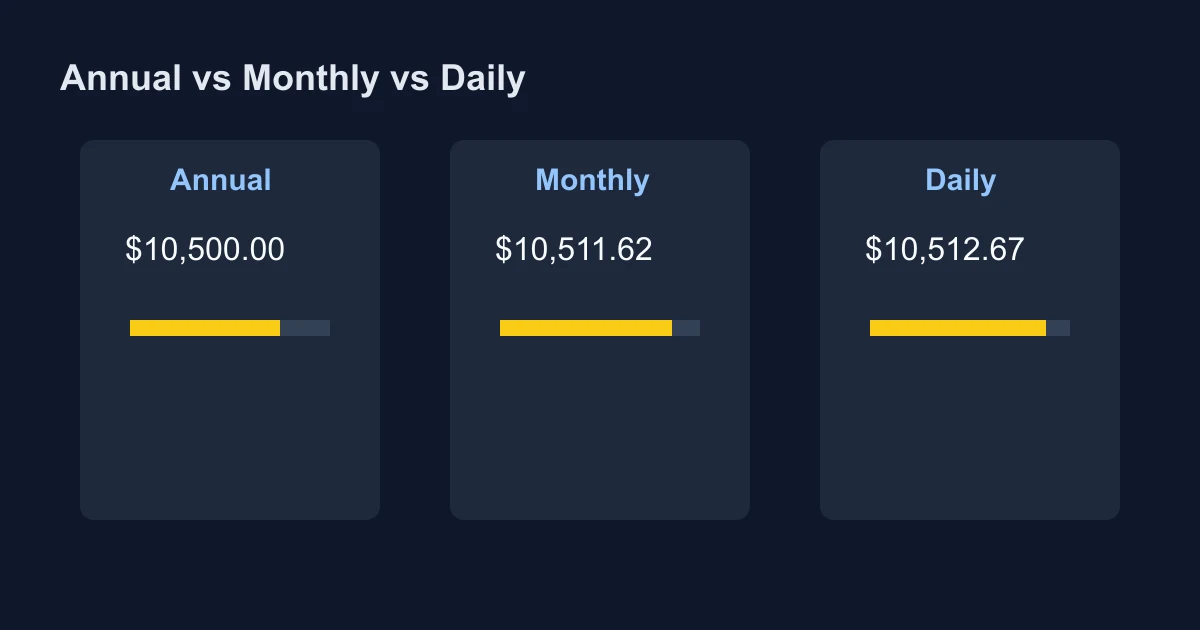 Annual vs Monthly vs Daily
Annual
$10,500.00
Monthly
$10,511.62
Daily
$10,512.67